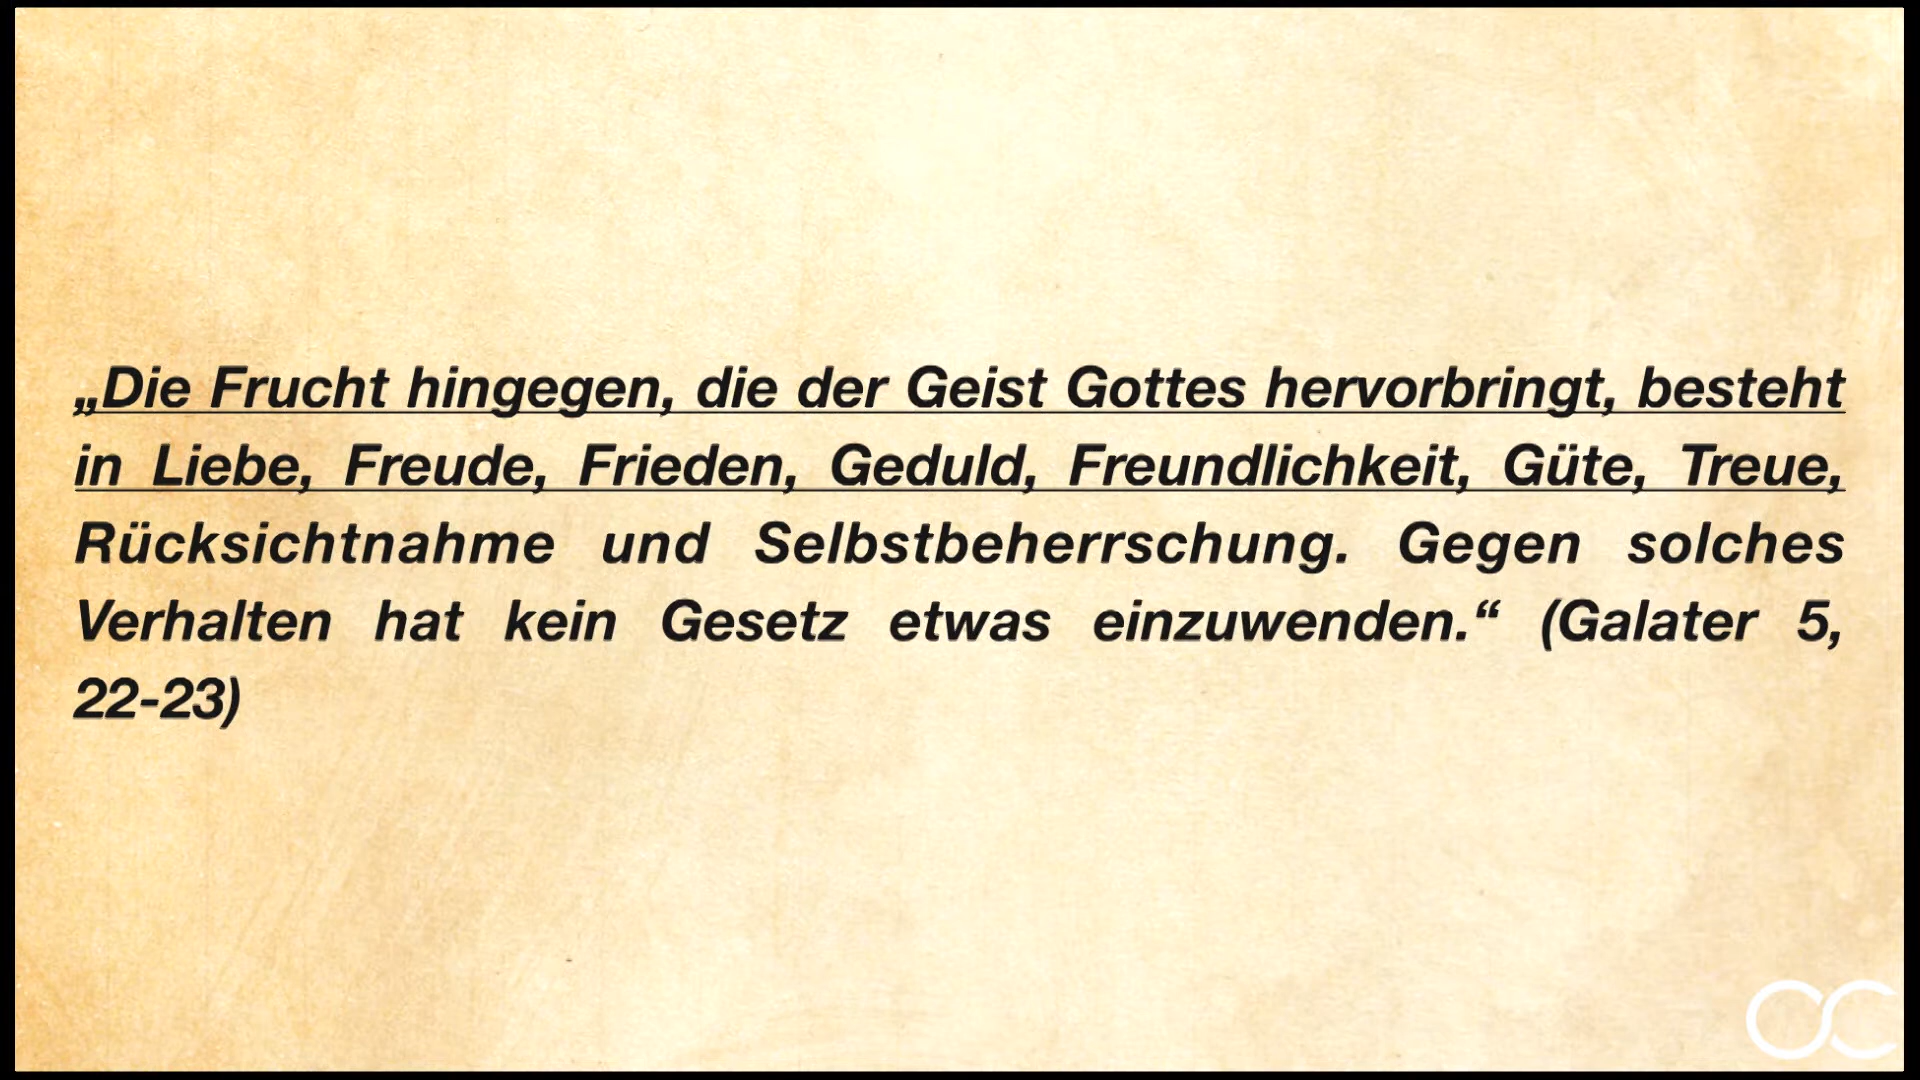 „Die Frucht hingegen, die der Geist Gottes hervorbringt, besteht
in Liebe, Freude, Frieden, Geduld, Freundlichkeit, Güte, Treue,
Rücksichtnahme und Selbstbeherrschung. Gegen solches
Verhalten hat kein Gesetz etwas einzuwenden.“ (Galater 5,
22-23)